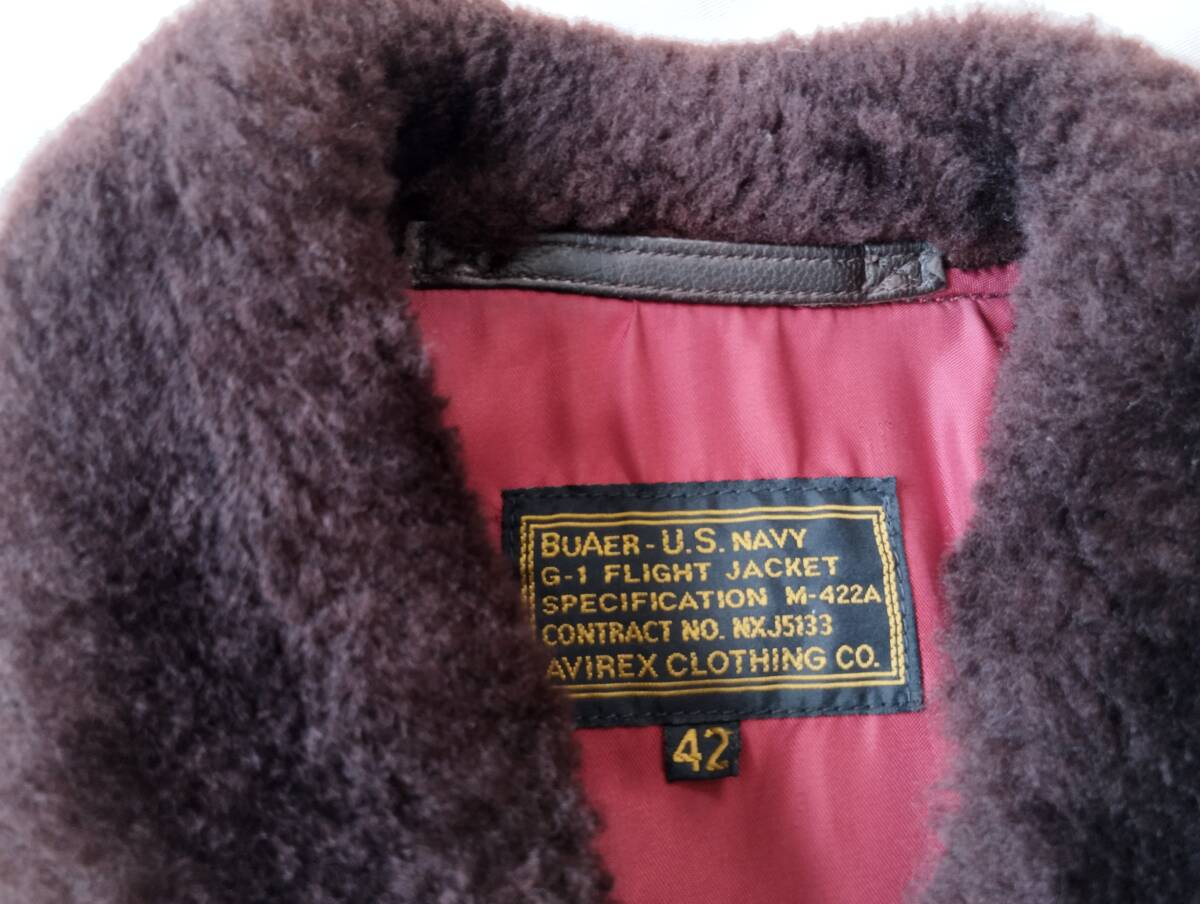 BUAER - U.S. NAVY
G-1 FLIGHT JACKET
SPECIFICATION M-422A
CONTRACT NO. NXJ5133
AVIREX CLOTHING CO.
42